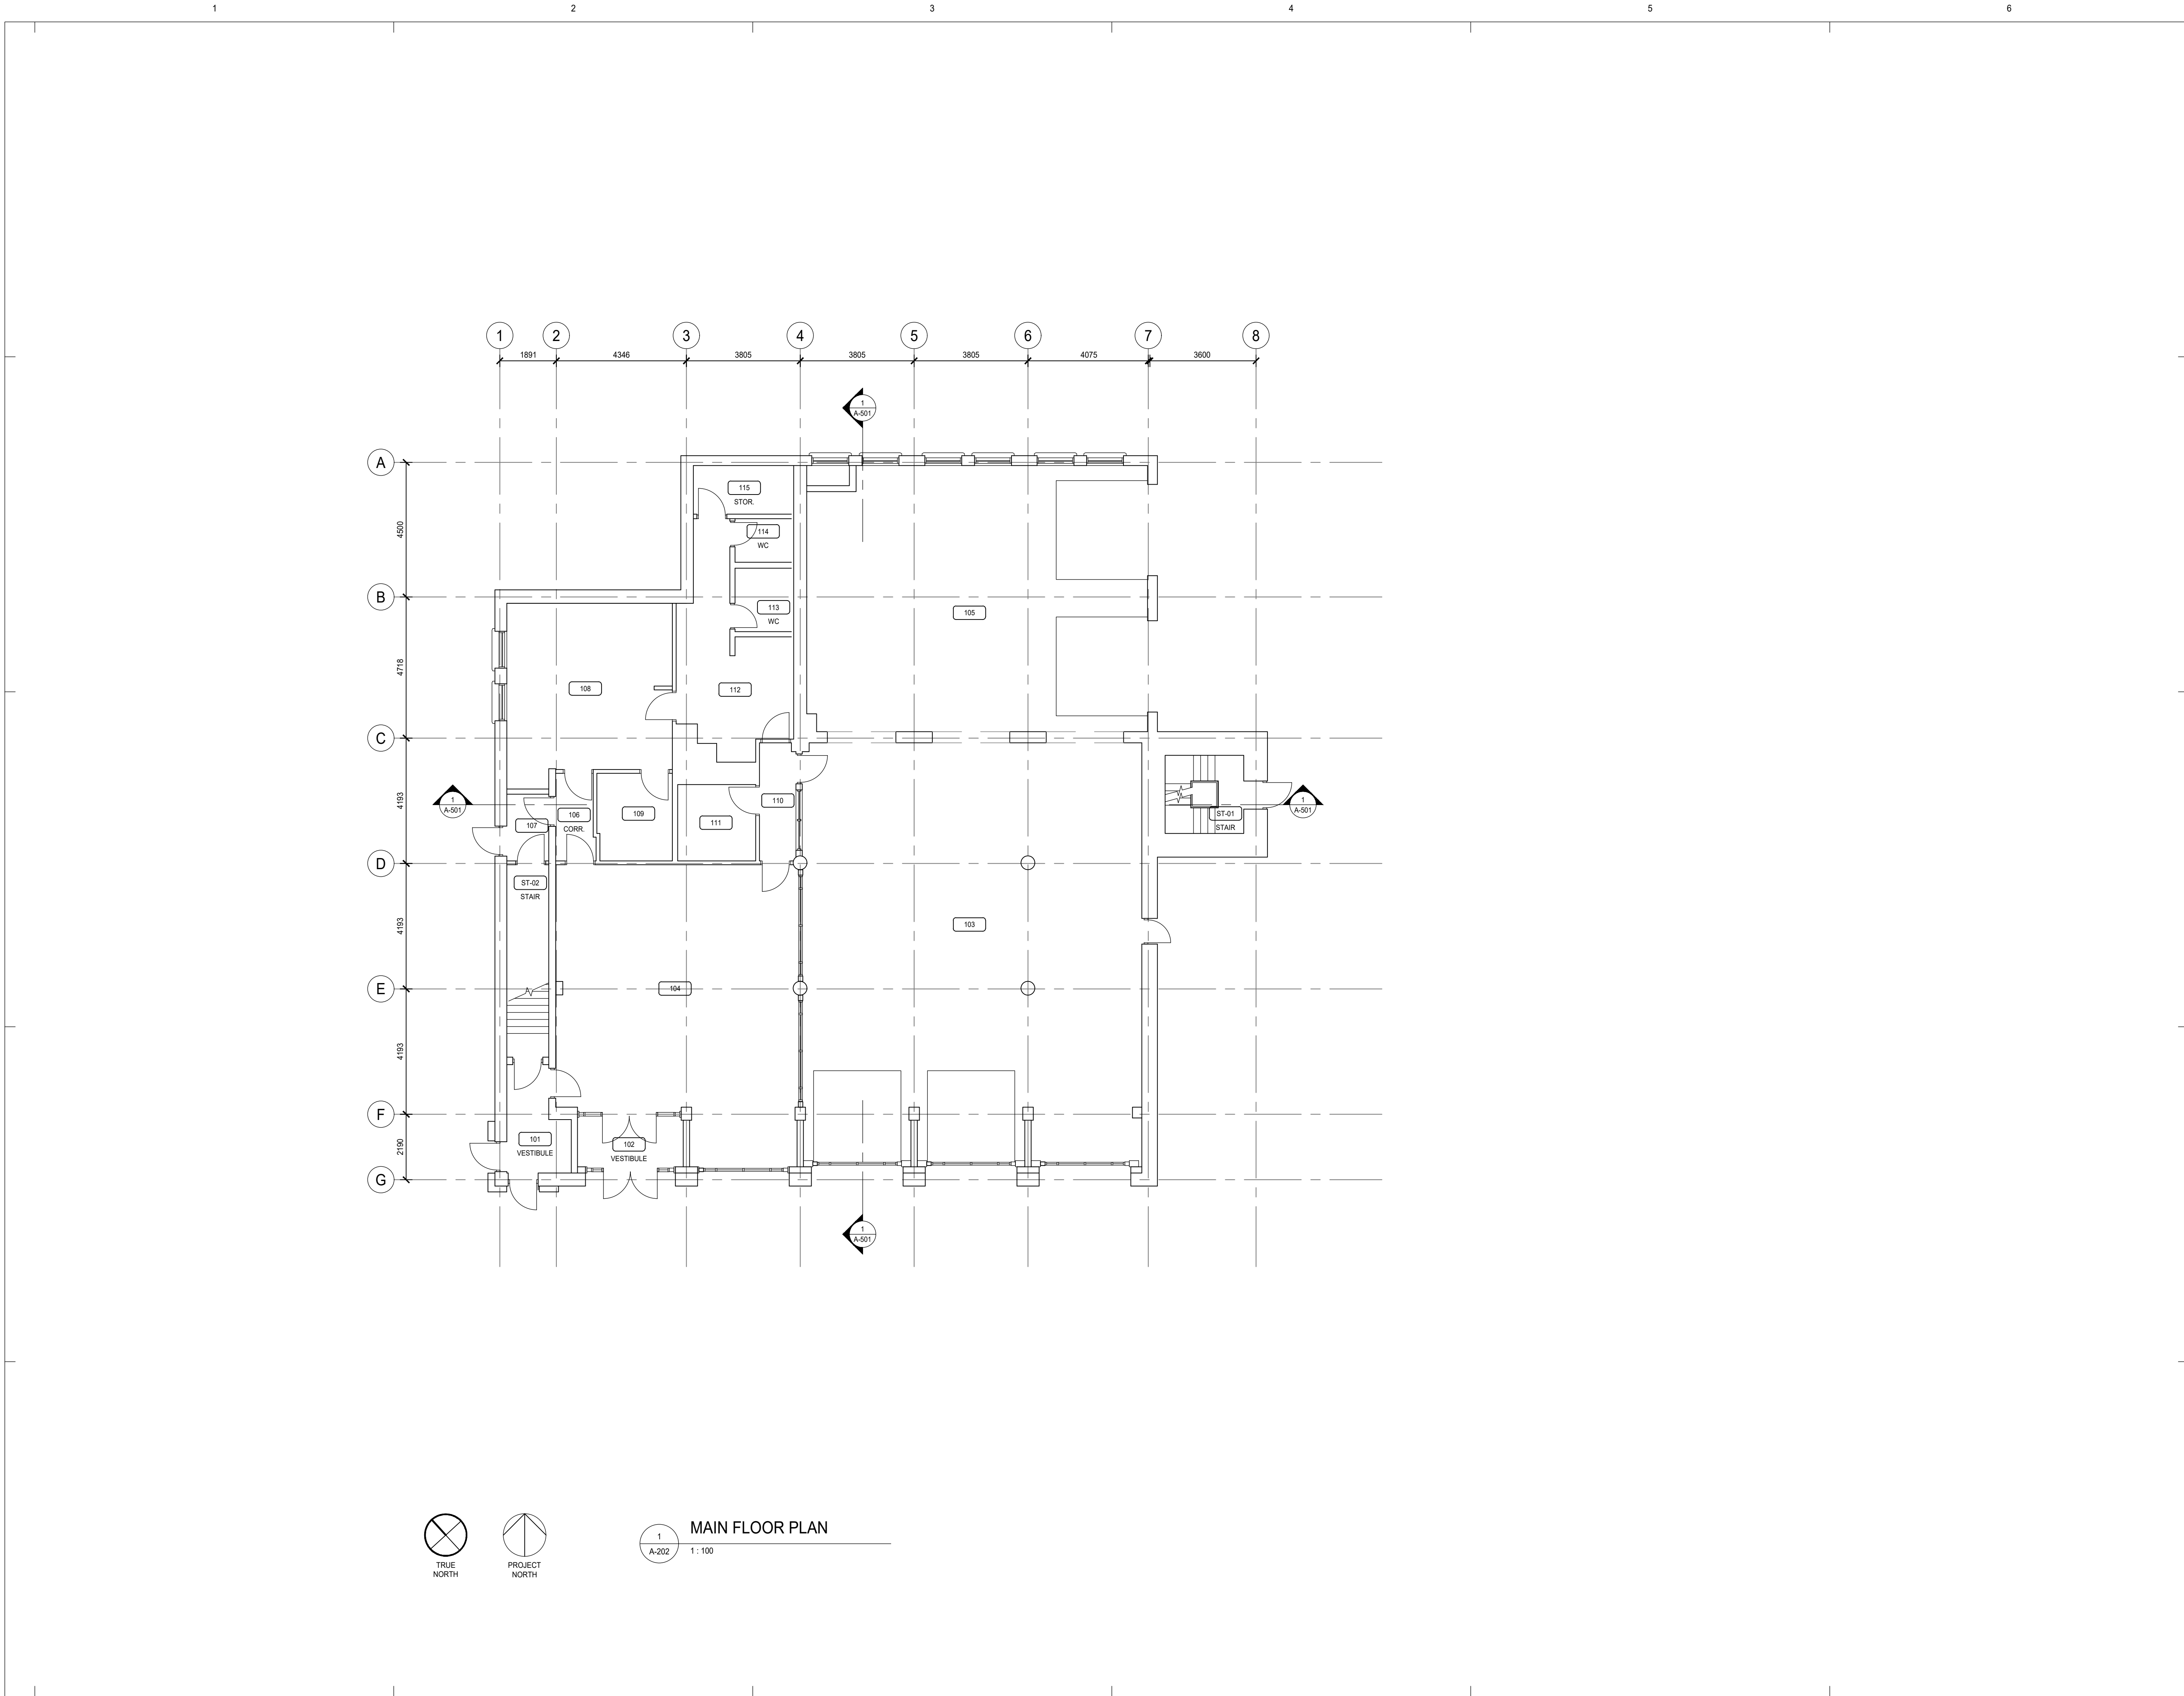 1 2 3 4 5 6
1 2 3 4 5 6 7 8
1891 4346 3805 3805 3805 4075 3600
1
A-501
A
115
STOR.
4500
114
WC
B
113
WC
105
4718
108
112
C
1
A-501
4193
110
1
A-501
106
CORR.
109
111
107
ST-01
STAIR
D
ST-02
STAIR
4193
103
E
104
4193
F
101
VESTIBULE
102
VESTIBULE
2190
G
1
A-501
TRUE
NORTH
PROJECT
NORTH
1
A-202
MAIN FLOOR PLAN
1 : 100